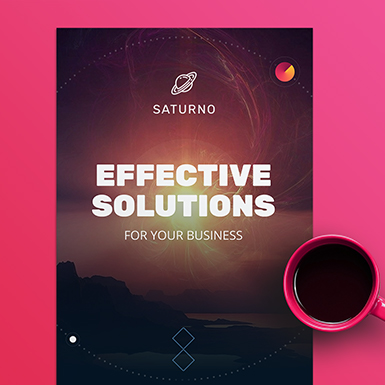 SATURNO
EFFECTIVE
SOLUTIONS
FOR YOUR BUSINESS